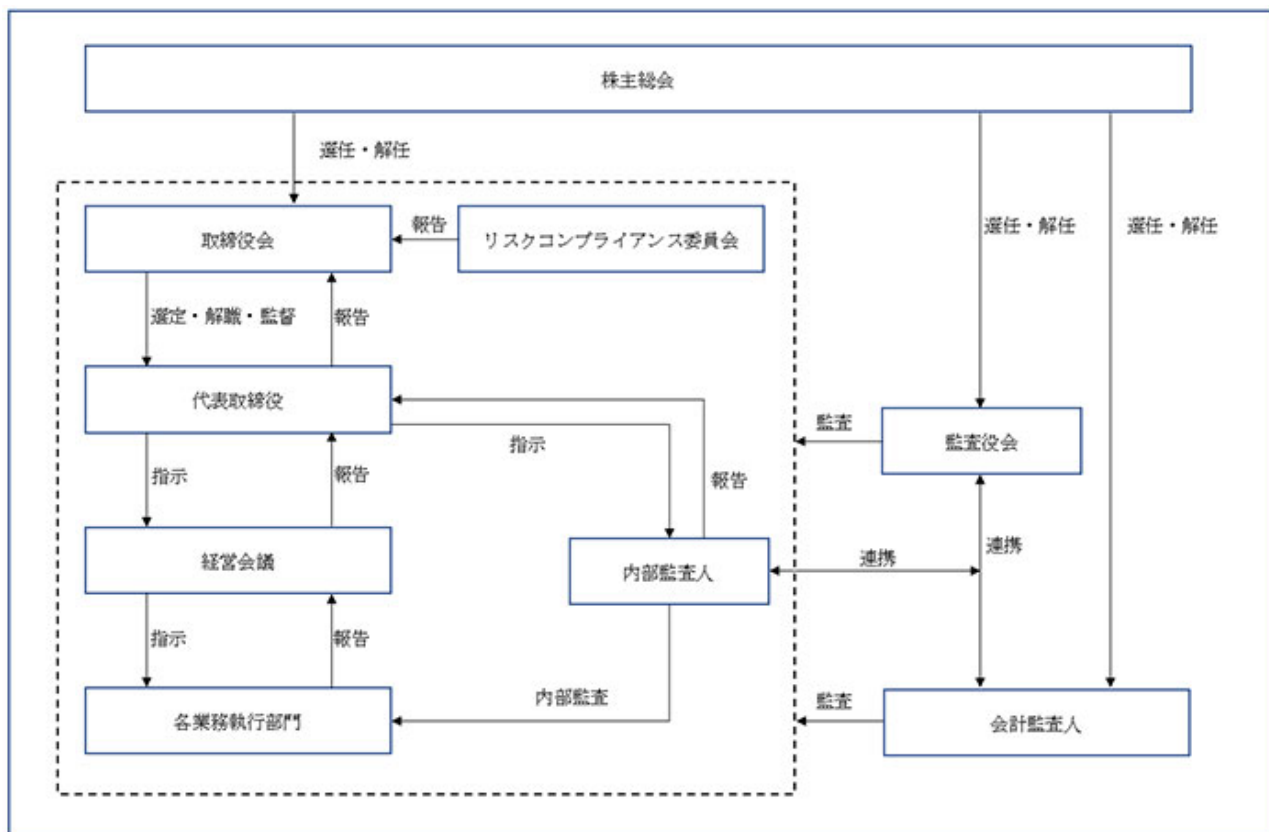 株主総会
選任・解任
選任・解任
選任・解任
取締役会
報告
リスクコンプライアンス委員会
選定・解職・監督
報告
代表取締役
指示
監査
監査役会
指示
報告
報告
経営会議
内部監査人
連携
連携
指示
報告
各業務執行部門
内部監査
監査
会計監査人